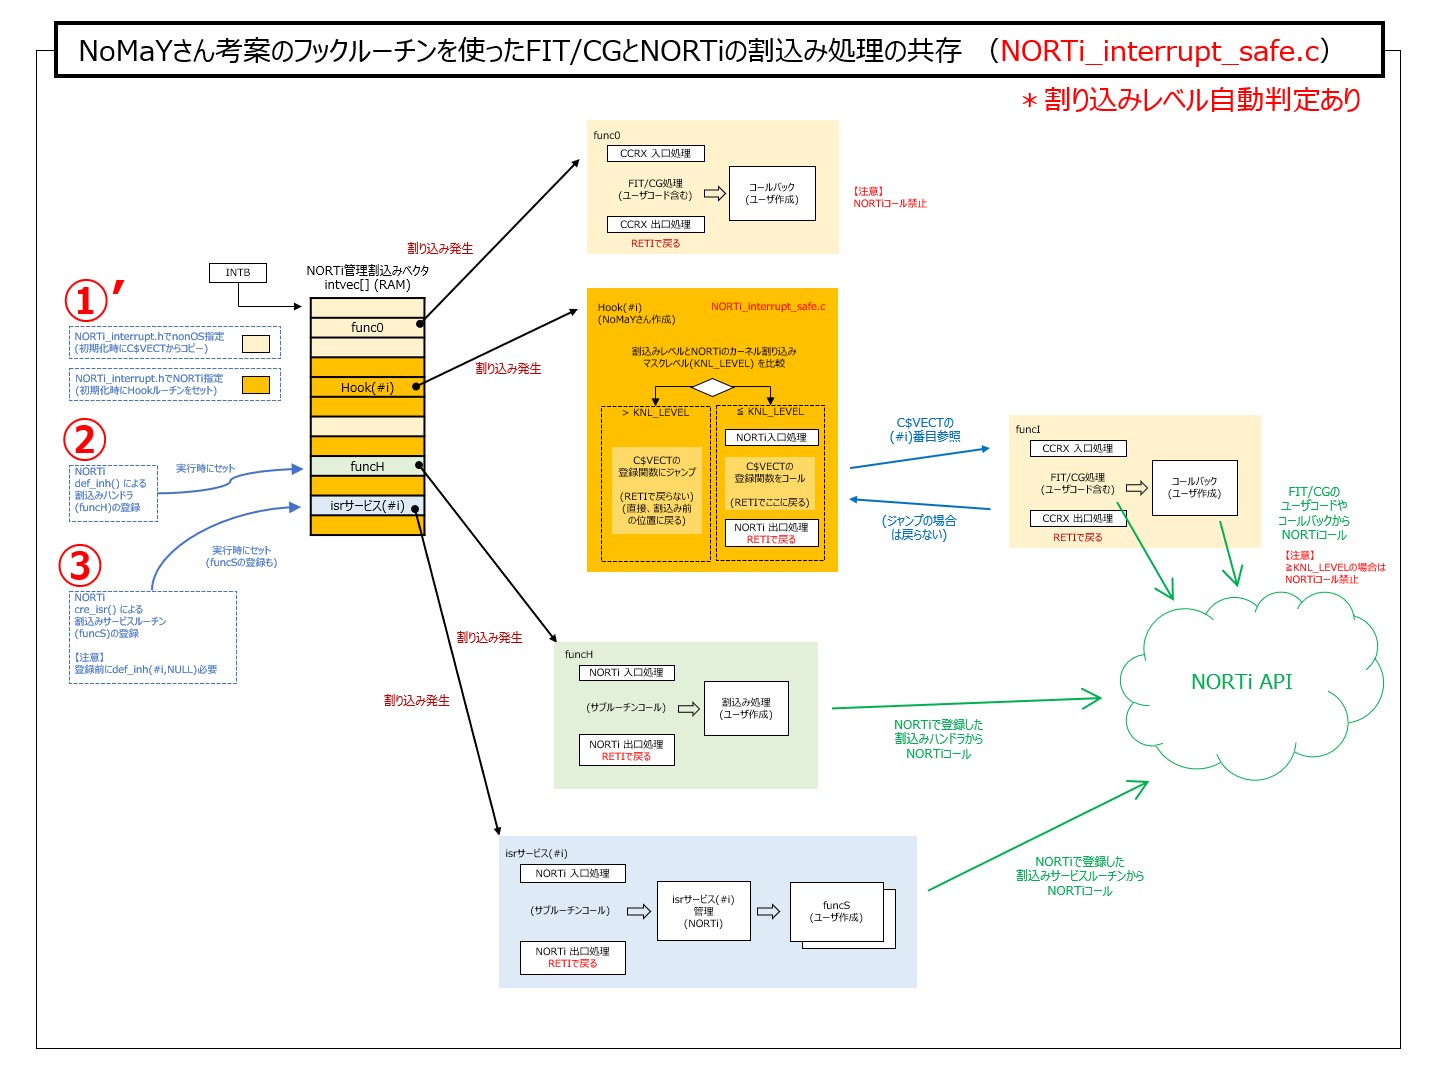 NoMaYさん考案のフックルーチンを使ったFIT/CGとNORTiの割込み処理の共存 （NORTi_interrupt_safe.c）
＊割り込みレベル自動判定あり
INTB
NORTi管理割込みベクタ
intvec[] (RAM)
func0
Hook(#i)
funcH
isrサービス(#i)
①’
NORTi_interrupt.hでnonOS指定
(初期化時にC$VECTからコピー)
NORTi_interrupt.hでNORTi指定
(初期化時にHookルーチンをセット)
②
NORTi
def_inh() による
割込みハンドラ
(funcH)の登録
実行時にセット
③
実行時にセット
(funcSの登録も)
NORTi
cre_isr() による
割込みサービスルーチン
(funcS)の登録
【注意】
登録前にdef_inh(#i,NULL)必要
割り込み発生
割り込み発生
割り込み発生
割り込み発生
func0
CCRX 入口処理
FIT/CG処理
(ユーザコード含む)
コールバック
(ユーザ作成)
CCRX 出口処理
RETIで戻る
【注意】
NORTiコール禁止
Hook(#i)
(NoMaYさん作成)
NORTi_interrupt_safe.c
割込みレベルとNORTiのカーネル割り込み
マスクレベル(KNL_LEVEL) を比較
> KNL_LEVEL
C$VECTの
登録関数にジャンプ
(RETIで戻らない)
(直接、割込み前
の位置に戻る)
≦ KNL_LEVEL
NORTi入口処理
C$VECTの
登録関数をコール
(RETIでここに戻る)
NORTi 出口処理
RETIで戻る
C$VECTの
(#i)番目参照
(ジャンプの場合
は戻らない)
funcI
CCRX 入口処理
FIT/CG処理
(ユーザコード含む)
コールバック
(ユーザ作成)
CCRX 出口処理
RETIで戻る
FIT/CGの
ユーザコードや
コールバックから
NORTiコール
【注意】
≧KNL_LEVELの場合は
NORTiコール禁止
NORTi API
funcH
NORTi 入口処理
(サブルーチンコール)
割込み処理
(ユーザ作成)
NORTi 出口処理
RETIで戻る
NORTiで登録した
割込みハンドラから
NORTiコール
isrサービス(#i)
NORTi 入口処理
(サブルーチンコール)
isrサービス(#i)
管理
(NORTi)
funcS
(ユーザ作成)
NORTi 出口処理
RETIで戻る
NORTiで登録した
割込みサービスルーチンから
NORTiコール